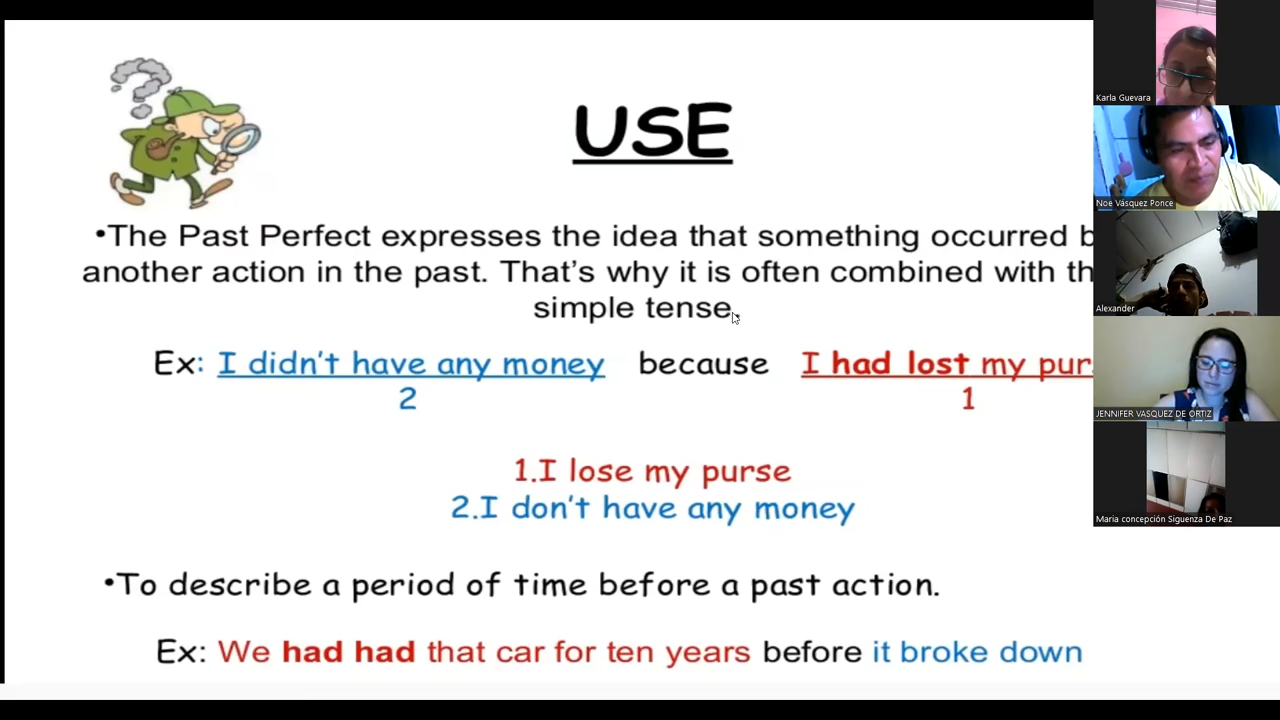 USE
•The Past Perfect expresses the idea that something occurred
another action in the past. That's why it is often combined with
simple tense.
Ex: I didn't have any money because I had lost my
2 1
1.I lose my purse
2.I don't have any money
•To describe a period of time before a past action.
Ex: We had had that car for ten years before it broke down
Karla Guevara
Noe Vásquez Ponce
Alexander
JENNIFER VASQUEZ DE ORTIZ
Maria concepción Siguenza De Paz